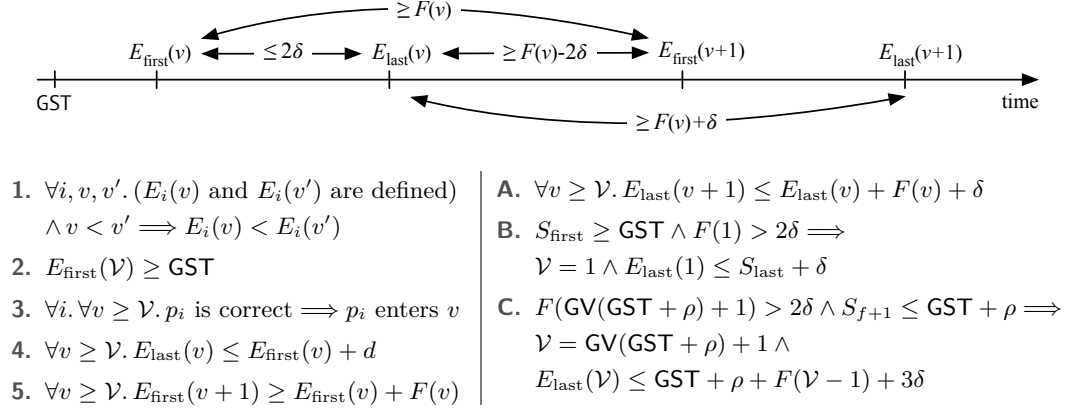 ≥ F(v)
E_first(v) ≤ 2δ E_last(v) ≥ F(v)-2δ E_first(v+1) E_last(v+1)
GST time
≥ F(v)+δ
1. ∀i, v, v′. (E_i(v) and E_i(v′) are defined)
∧ v < v′ ⟹ E_i(v) < E_i(v′)
2. E_first(𝒱) ≥ GST
3. ∀i. ∀v ≥ 𝒱. p_i is correct ⟹ p_i enters v
4. ∀v ≥ 𝒱. E_last(v) ≤ E_first(v) + d
5. ∀v ≥ 𝒱. E_first(v + 1) ≥ E_first(v) + F(v)
A. ∀v ≥ 𝒱. E_last(v + 1) ≤ E_last(v) + F(v) + δ
B. S_first ≥ GST ∧ F(1) > 2δ ⟹
𝒱 = 1 ∧ E_last(1) ≤ S_last + δ
C. F(GV(GST + ρ) + 1) > 2δ ∧ S_{f+1} ≤ GST + ρ ⟹
𝒱 = GV(GST + ρ) + 1 ∧
E_last(𝒱) ≤ GST + ρ + F(𝒱 − 1) + 3δ